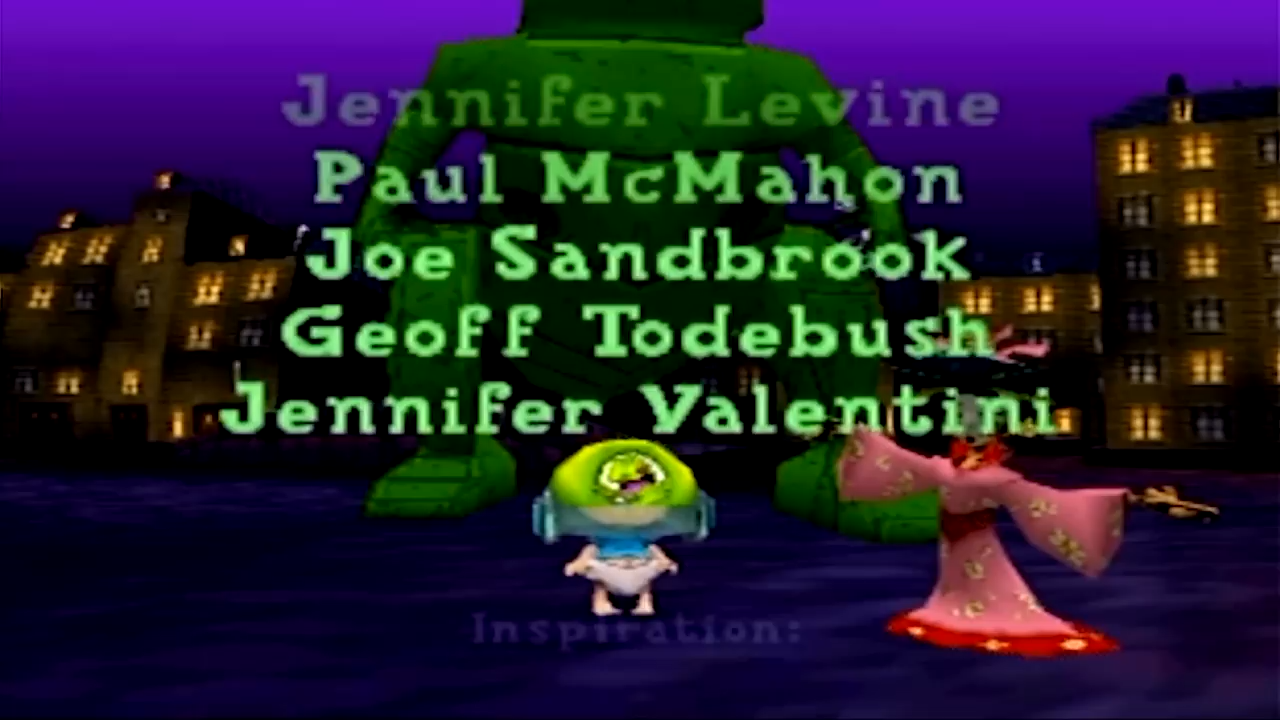 Jennifer Levine
Paul McMahon
Joe Sandbrook
Geoff Todebush
Jennifer Valentini
Inspiration: